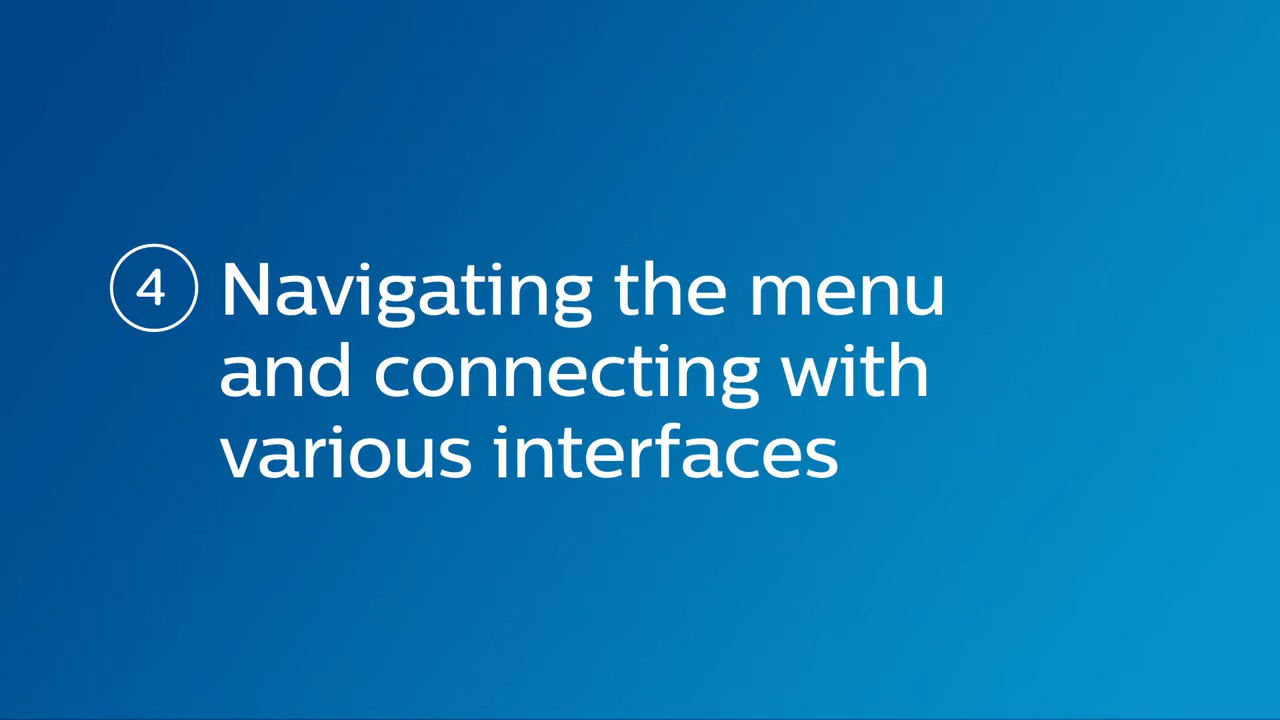 4 Navigating the menu
and connecting with
various interfaces